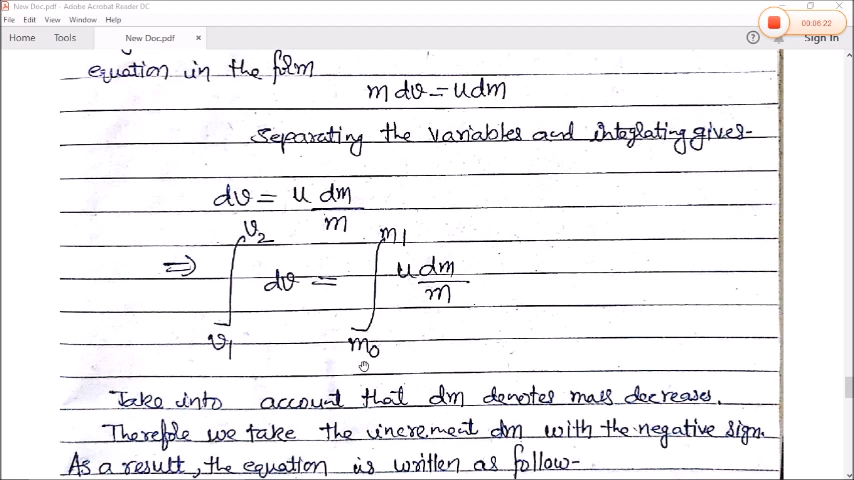 New Doc.pdf - Adobe Acrobat Reader DC
File Edit View Window Help
Home Tools New Doc.pdf × ? Sign In
00:06:22
equation in the form
m dv = u dm
Separating the variables and integrating gives-
dv = u dm/m
⇒ ∫_{v1}^{v2} dv = ∫_{m0}^{m1} u dm/m
Take into account that dm denotes mass decreases.
Therefore we take the increment dm with the negative sign.
As a result, the equation is written as follow-